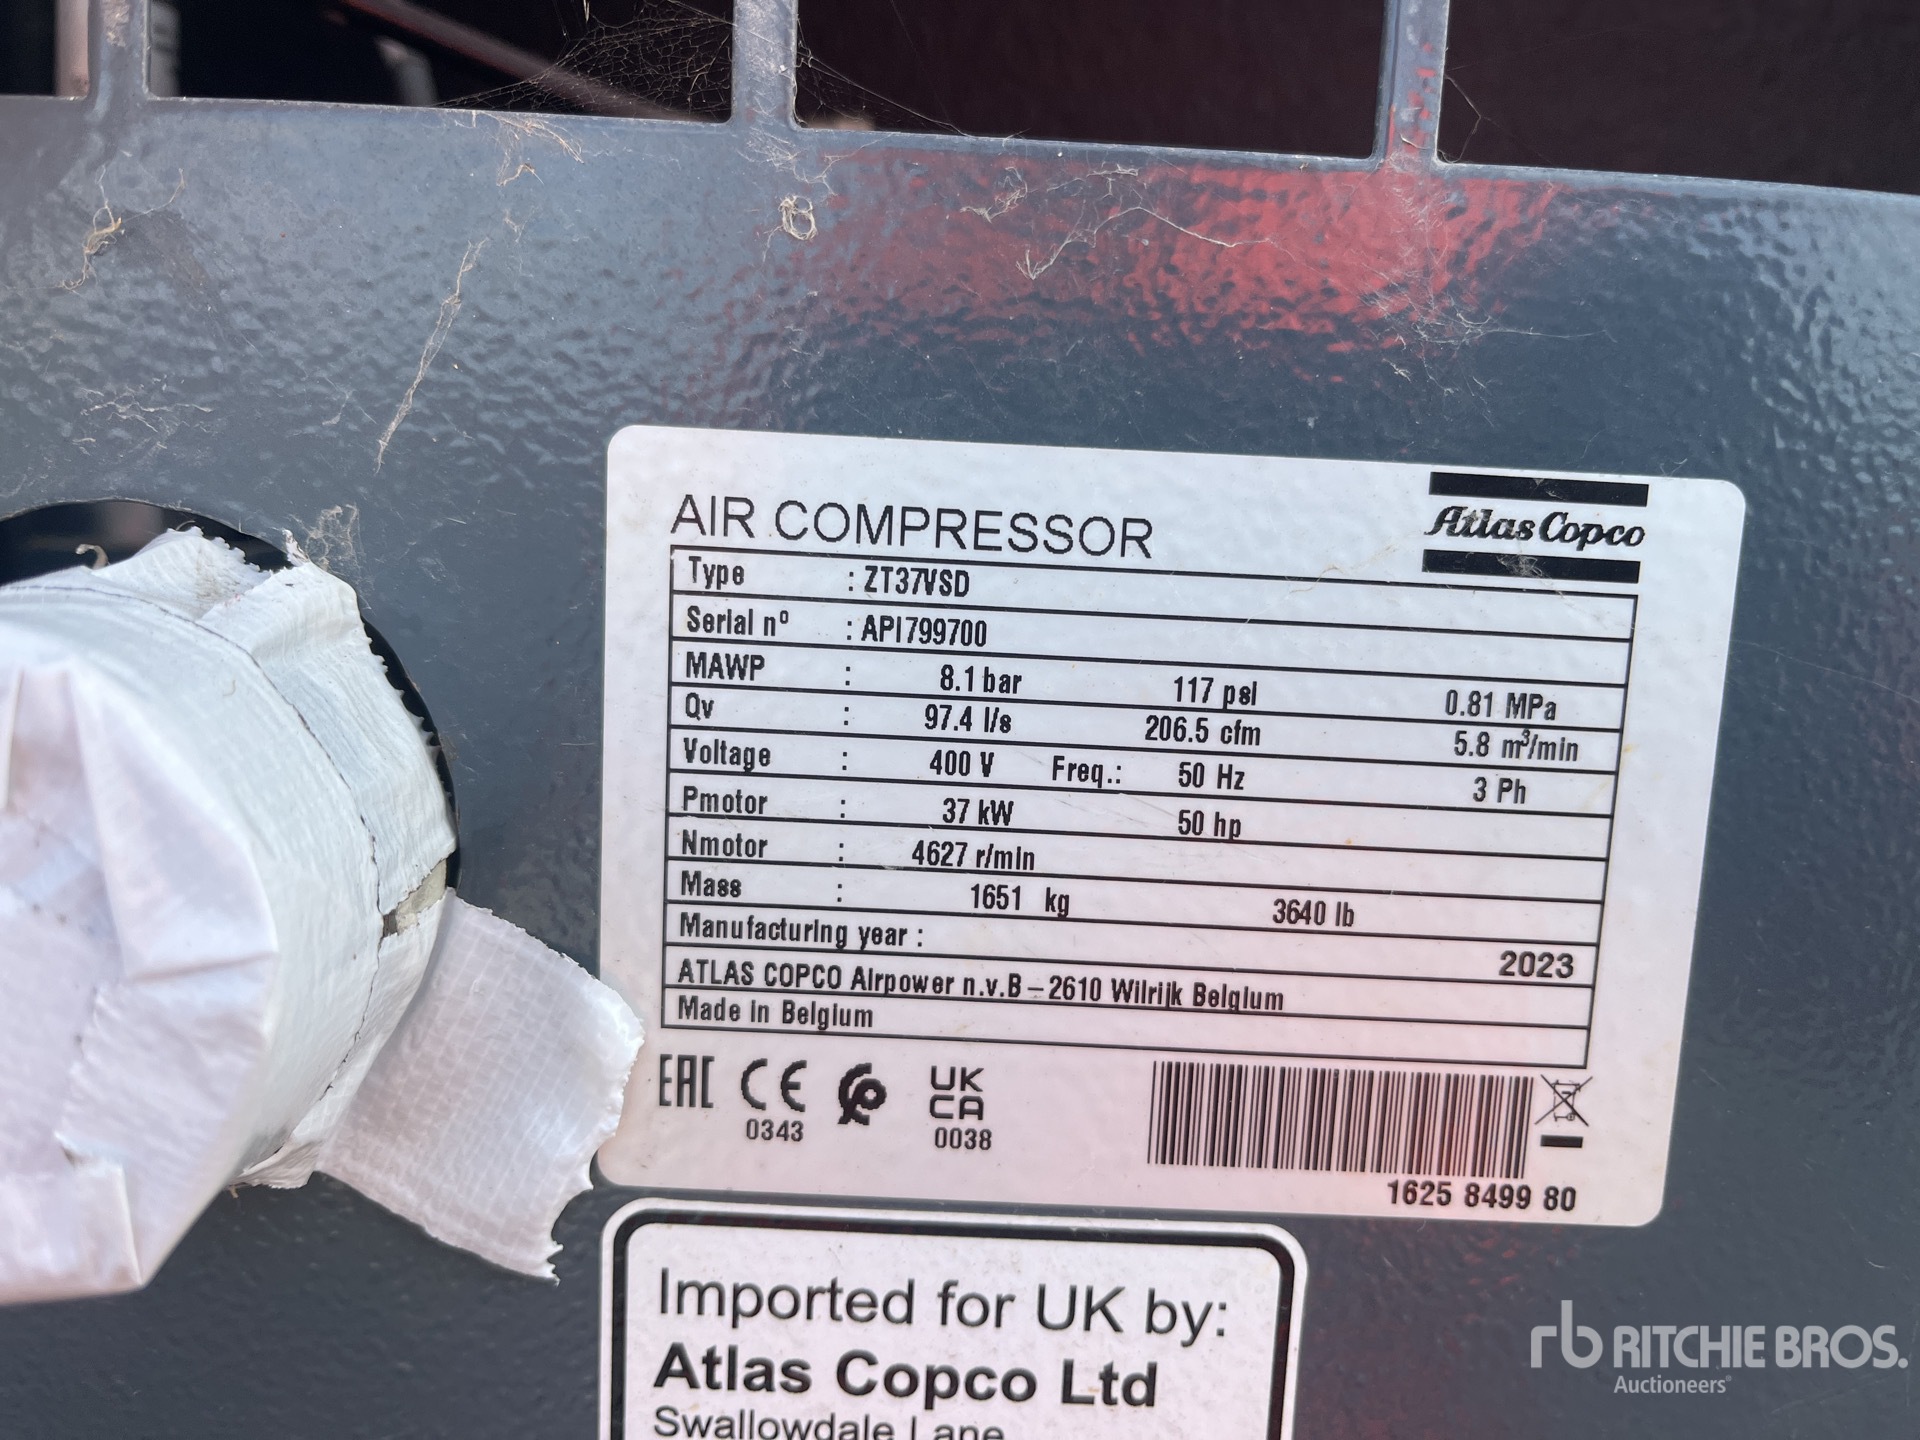 AIR COMPRESSOR
Atlas Copco
Type : ZT37VSD
Serial nº : API799700
MAWP : 8.1 bar 117 psi 0.81 MPa
Qv : 97.4 l/s 206.5 cfm 5.8 m³/min
Voltage : 400 V Freq.: 50 Hz 3 Ph
Pmotor : 37 kW 50 hp
Nmotor : 4627 r/min
Mass : 1651 kg 3640 lb
Manufacturing year : 2023
ATLAS COPCO Airpower n.v.B – 2610 Wilrijk Belgium
Made in Belgium
EAC CE UK CA
0343 0038
1625 8499 80
Imported for UK by:
Atlas Copco Ltd
Swallowdale Lane
rb RITCHIE BROS.
Auctioneers